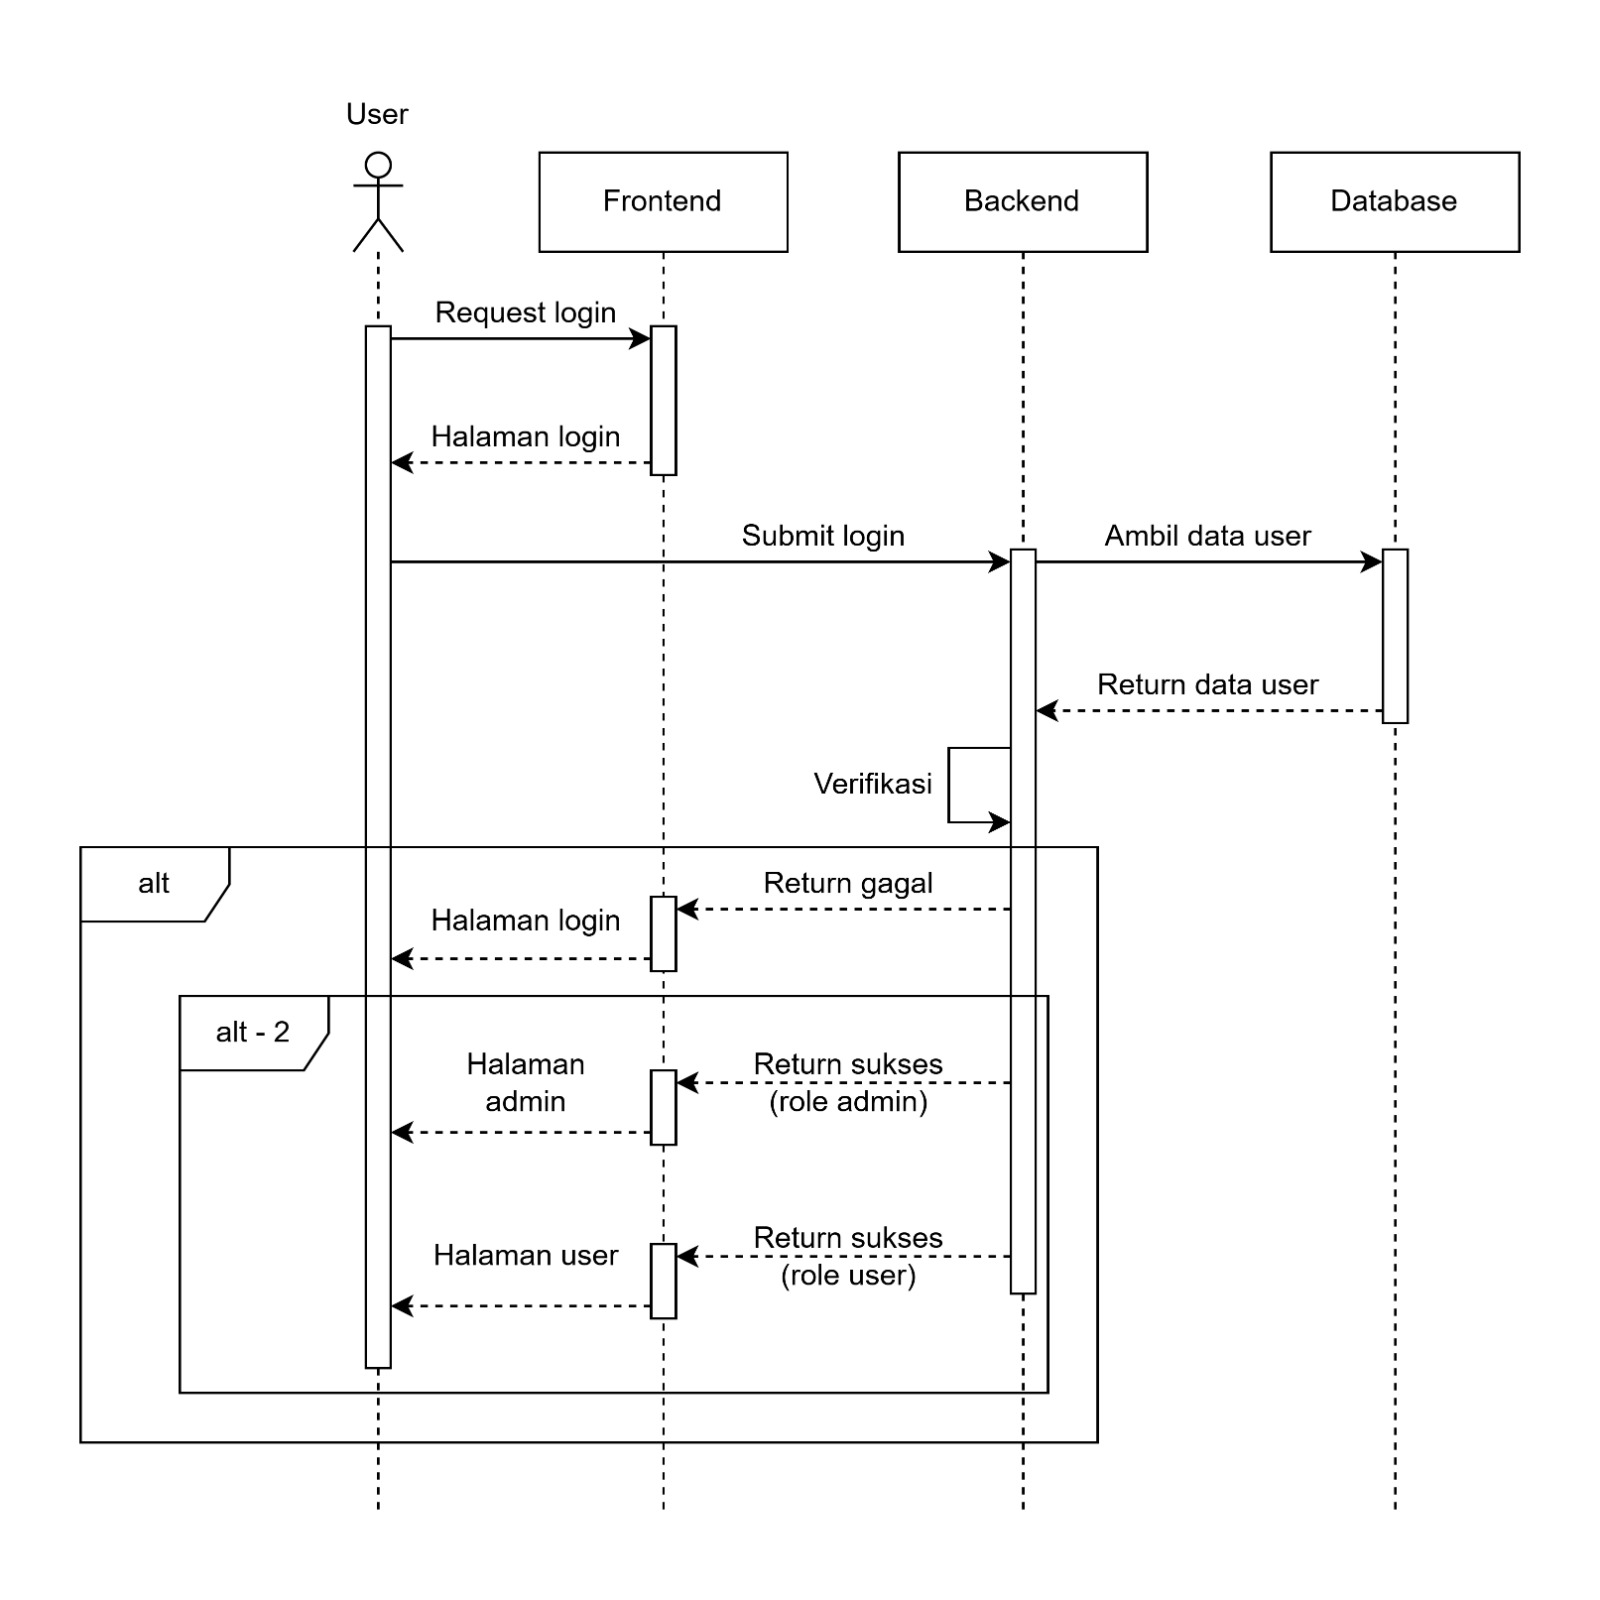 User
Frontend
Backend
Database
Request login
Halaman login
Submit login
Ambil data user
Return data user
Verifikasi
alt
Return gagal
Halaman login
alt - 2
Halaman
admin
Return sukses
(role admin)
Halaman user
Return sukses
(role user)